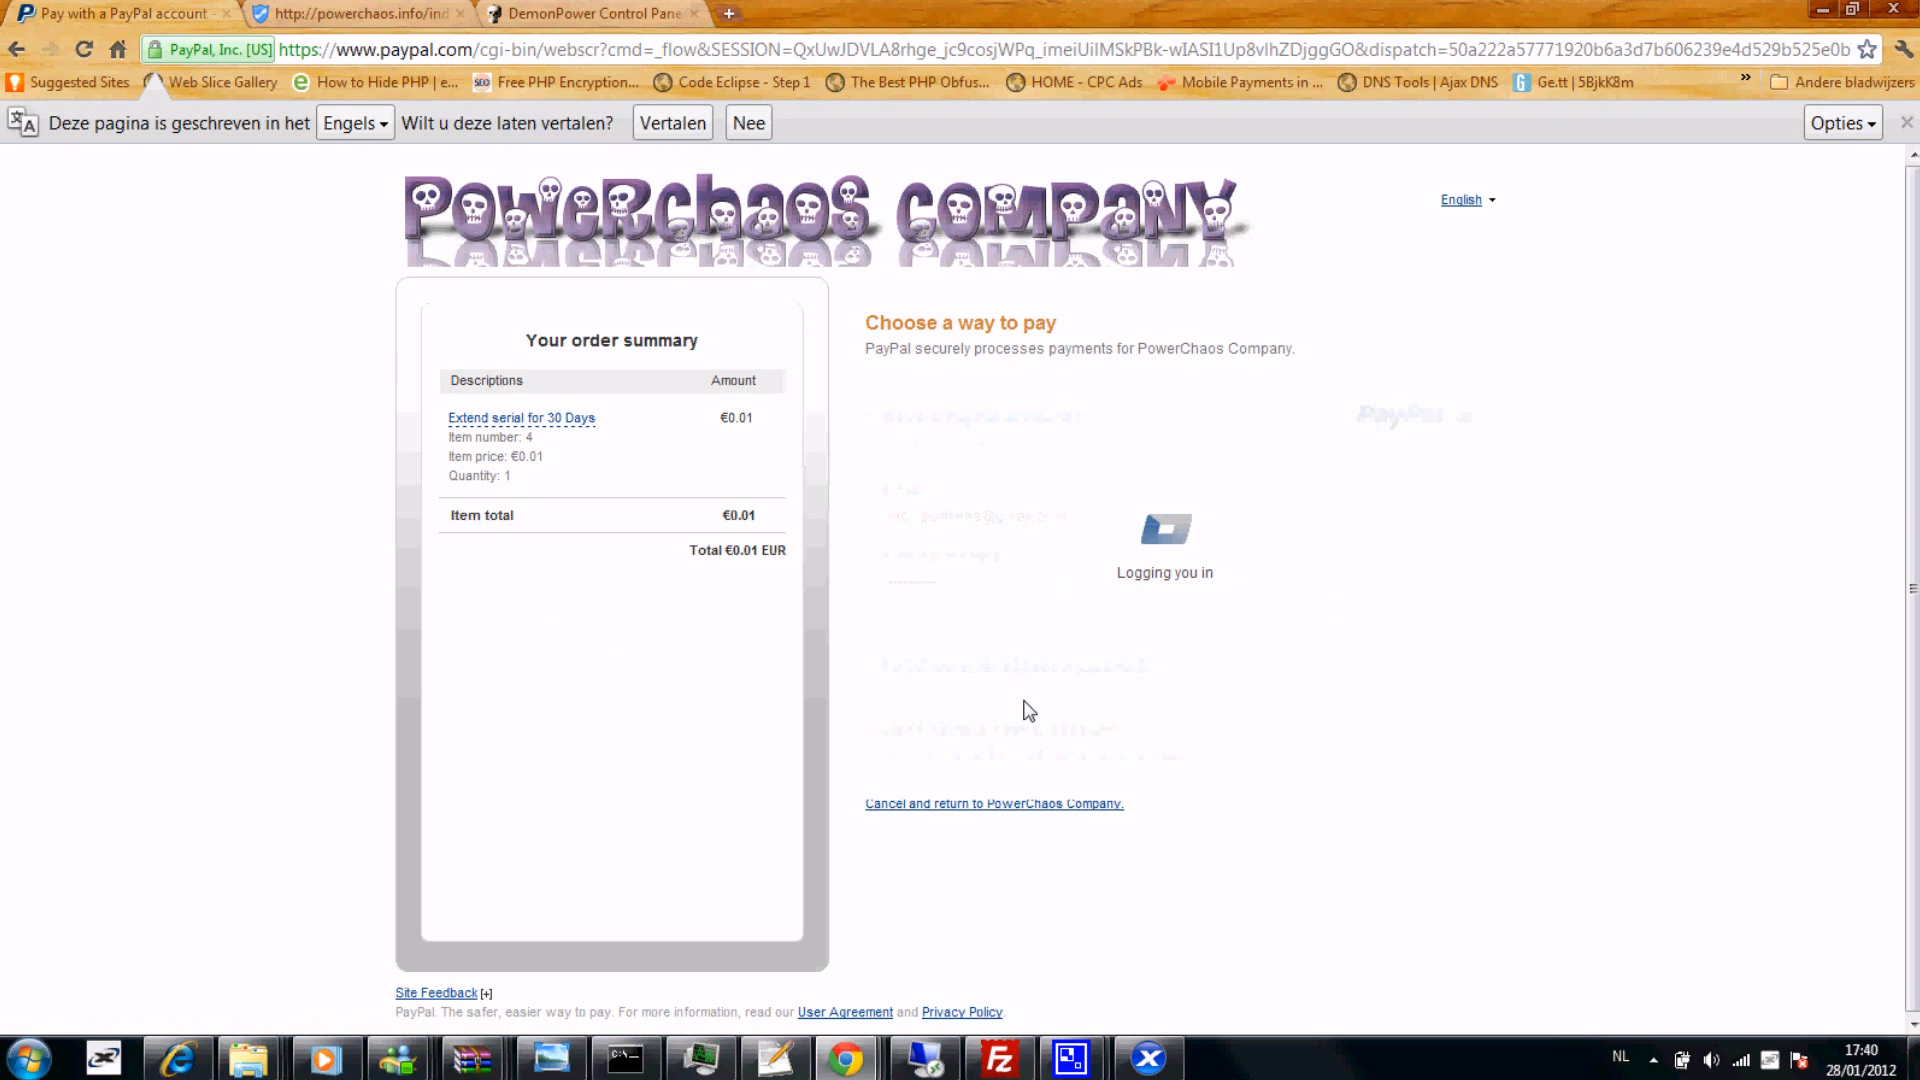 Pay with a PayPal account -
http://powerchaos.info/ind
DemonPower Control Pane
PayPal, Inc. [US]
https://www.paypal.com/cgi-bin/webscr?cmd=_flow&SESSION=QxUwJDVLA8rhge_jc9cosjWPq_imeiUilMSkPBk-wIASI1Up8vlhZDjggGO&dispatch=50a222a57771920b6a3d7b606239e4d529b525e0b
Suggested Sites
Web Slice Gallery
How to Hide PHP | e...
Free PHP Encryption...
Code Eclipse - Step 1
The Best PHP Obfus...
HOME - CPC Ads
Mobile Payments in ...
DNS Tools | Ajax DNS
Ge.tt | 5BjkK8m
»
Andere bladwijzers
Deze pagina is geschreven in het Engels Wilt u deze laten vertalen? Vertalen Nee
Opties
PowerChaos Company
English
Your order summary
Descriptions Amount
Extend serial for 30 Days €0.01
Item number: 4
Item price: €0.01
Quantity: 1
Item total €0.01
Total €0.01 EUR
Choose a way to pay
PayPal securely processes payments for PowerChaos Company.
PayPal
Logging you in
Cancel and return to PowerChaos Company.
Site Feedback [+]
PayPal. The safer, easier way to pay. For more information, read our User Agreement and Privacy Policy.
NL
17:40
28/01/2012